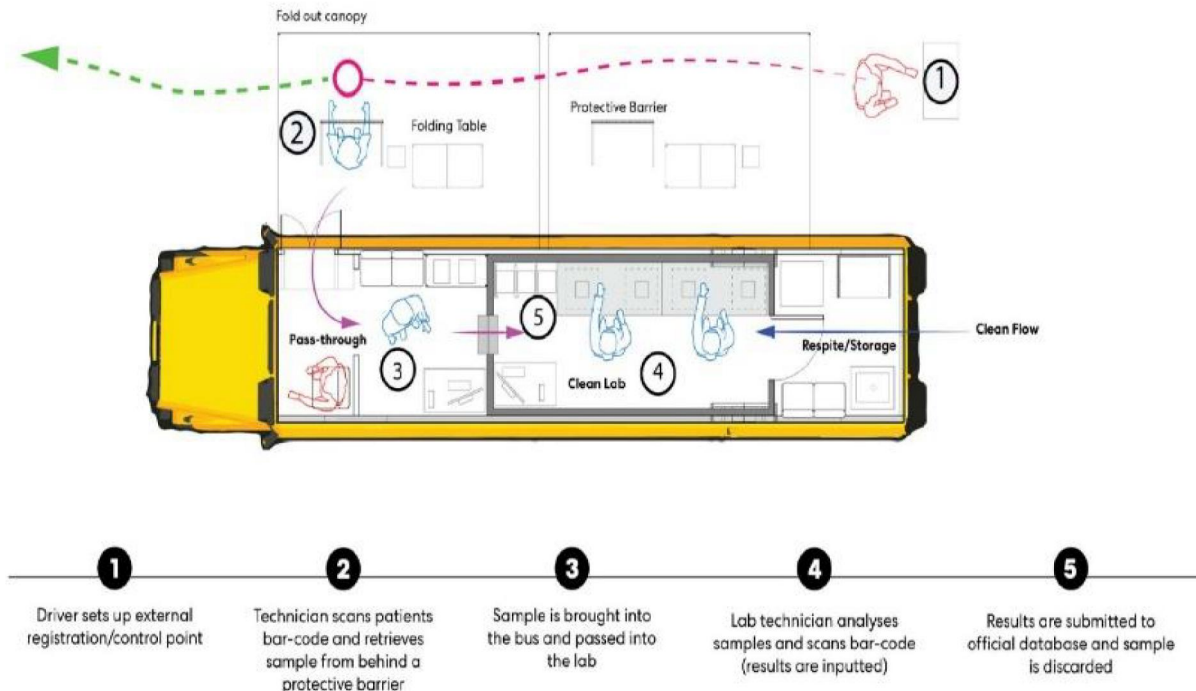 Fold out canopy
1
Protective Barrier
2
Folding Table
Pass-through
5
Clean Flow
Respite/Storage
3
Clean Lab
4
1
Driver sets up external
registration/control point
2
Technician scans patients
bar-code and retrieves
sample from behind a
protective barrier
3
Sample is brought into
the bus and passed into
the lab
4
Lab technician analyses
samples and scans bar-code
(results are inputted)
5
Results are submitted to
official database and sample
is discarded